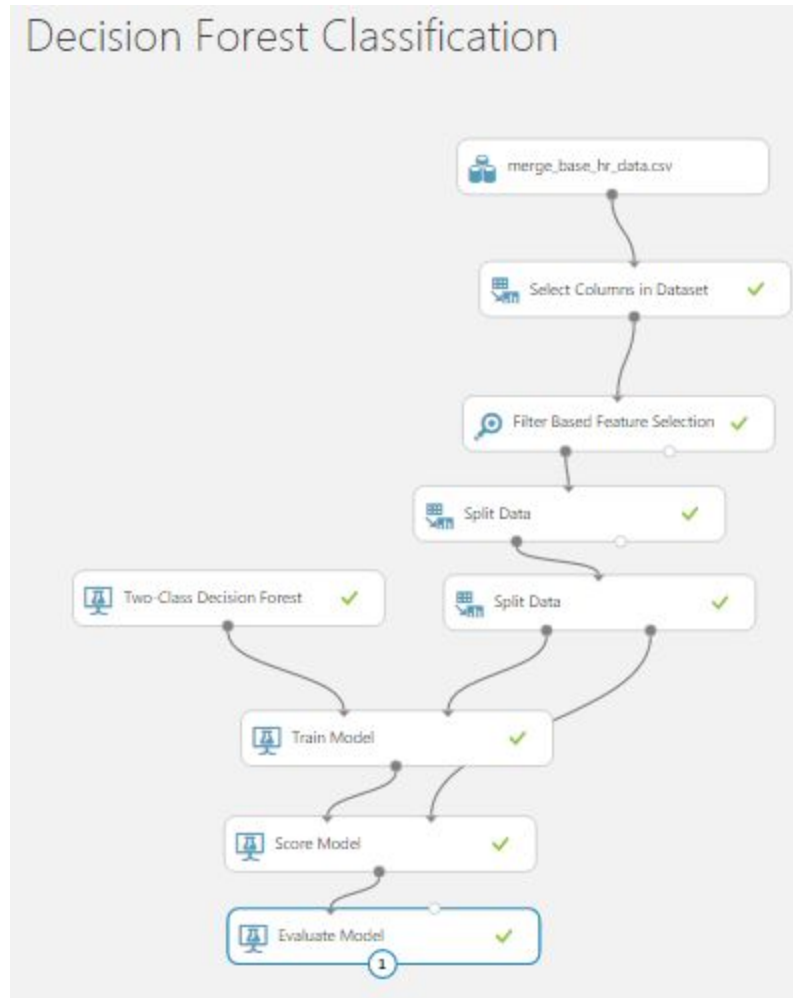 Decision Forest Classification
merge_base_hr_data.csv
Select Columns in Dataset
Filter Based Feature Selection
Split Data
Two-Class Decision Forest
Split Data
Train Model
Score Model
Evaluate Model
1